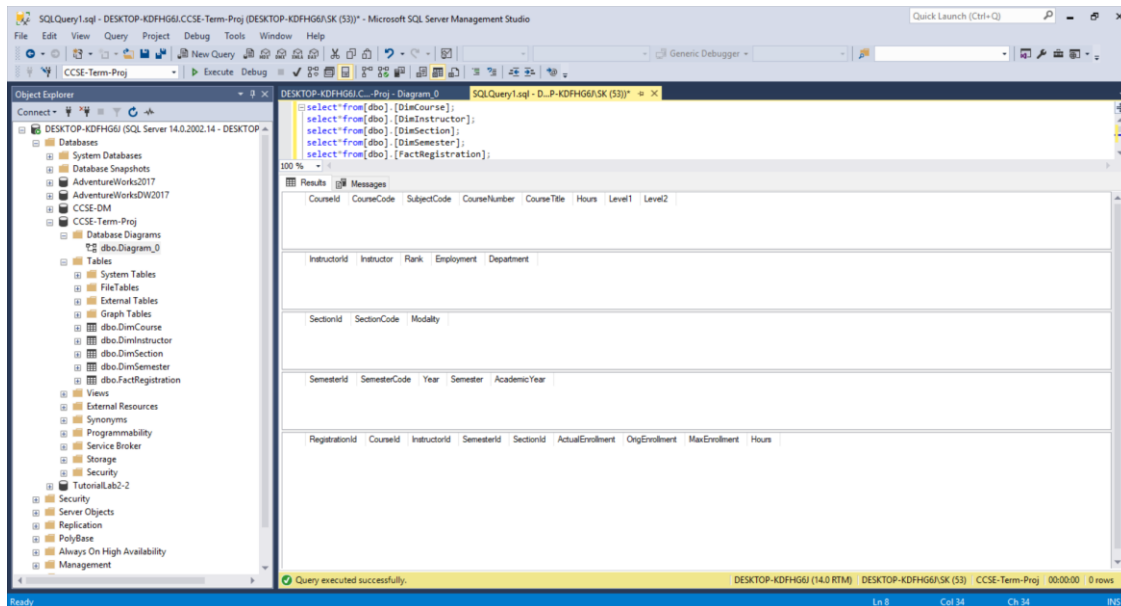 SQLQuery1.sql - DESKTOP-KDFHG6J.CCSE-Term-Proj (DESKTOP-KDFHG6J\SK (53))* - Microsoft SQL Server Management Studio
Quick Launch (Ctrl+Q)
File Edit View Query Project Debug Tools Window Help
New Query
Generic Debugger
CCSE-Term-Proj
Execute Debug
Object Explorer
Connect
DESKTOP-KDFHG6J (SQL Server 14.0.2002.14 - DESKTOP
Databases
System Databases
Database Snapshots
AdventureWorks2017
AdventureWorksDW2017
CCSE-DM
CCSE-Term-Proj
Database Diagrams
dbo.Diagram_0
Tables
System Tables
FileTables
External Tables
Graph Tables
dbo.DimCourse
dbo.DimInstructor
dbo.DimSection
dbo.DimSemester
dbo.FactRegistration
Views
External Resources
Synonyms
Programmability
Service Broker
Storage
Security
TutorialLab2-2
Security
Server Objects
Replication
PolyBase
Always On High Availability
Management
DESKTOP-KDFHG6J.C...-Proj - Diagram_0
SQLQuery1.sql - D...P-KDFHG6J\SK (53))*
select*from[dbo].[DimCourse];
select*from[dbo].[DimInstructor];
select*from[dbo].[DimSection];
select*from[dbo].[DimSemester];
select*from[dbo].[FactRegistration];
100 %
Results Messages
CourseId CourseCode SubjectCode CourseNumber CourseTitle Hours Level1 Level2
InstructorId Instructor Rank Employment Department
SectionId SectionCode Modality
SemesterId SemesterCode Year Semester AcademicYear
RegistrationId CourseId InstructorId SemesterId SectionId ActualEnrollment OrigEnrollment MaxEnrollment Hours
Query executed successfully.
DESKTOP-KDFHG6J (14.0 RTM) DESKTOP-KDFHG6J\SK (53) CCSE-Term-Proj 00:00:00 0 rows
Ready
Ln 8 Col 34 Ch 34 INS